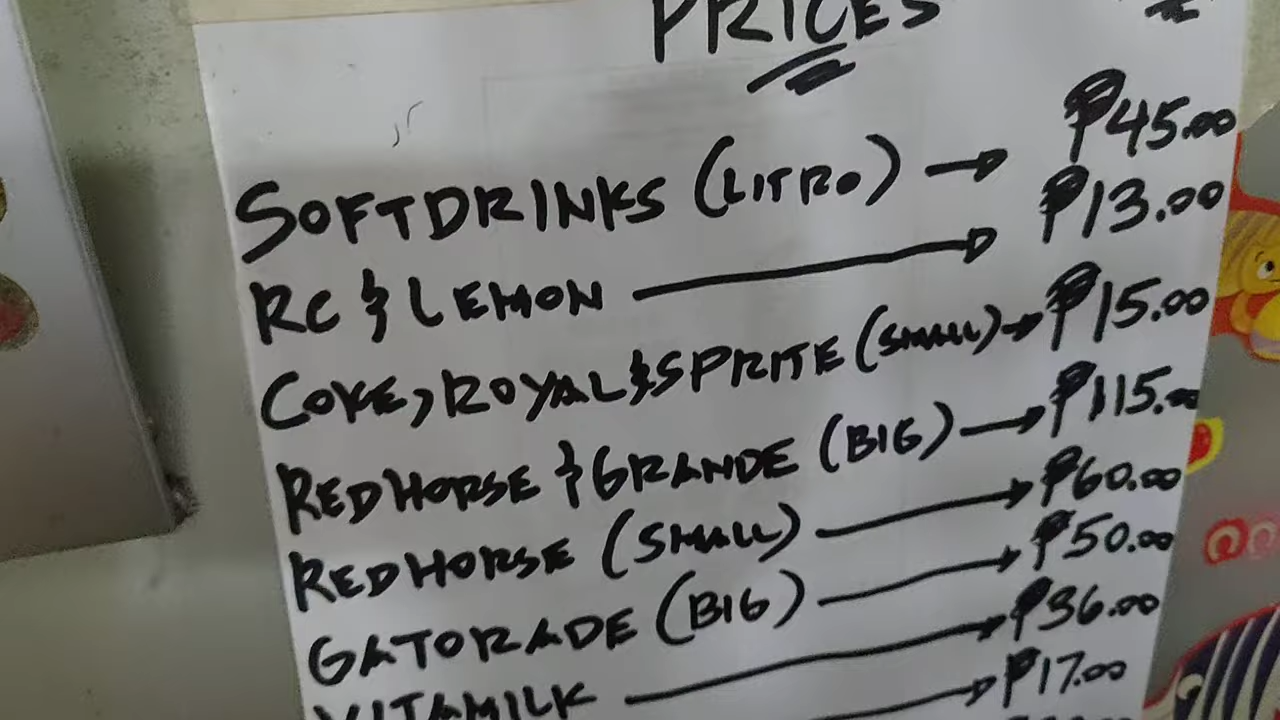 PRICES
SOFTDRINKS (LITRO) → ₱45.00
RC & LEMON → ₱13.00
COKE, ROYAL & SPRITE (SMALL) → ₱15.00
REDHORSE & GRANDE (BIG) → ₱115.00
REDHORSE (SMALL) → ₱60.00
GATORADE (BIG) → ₱50.00
VITAMILK → ₱36.00
→ ₱17.00